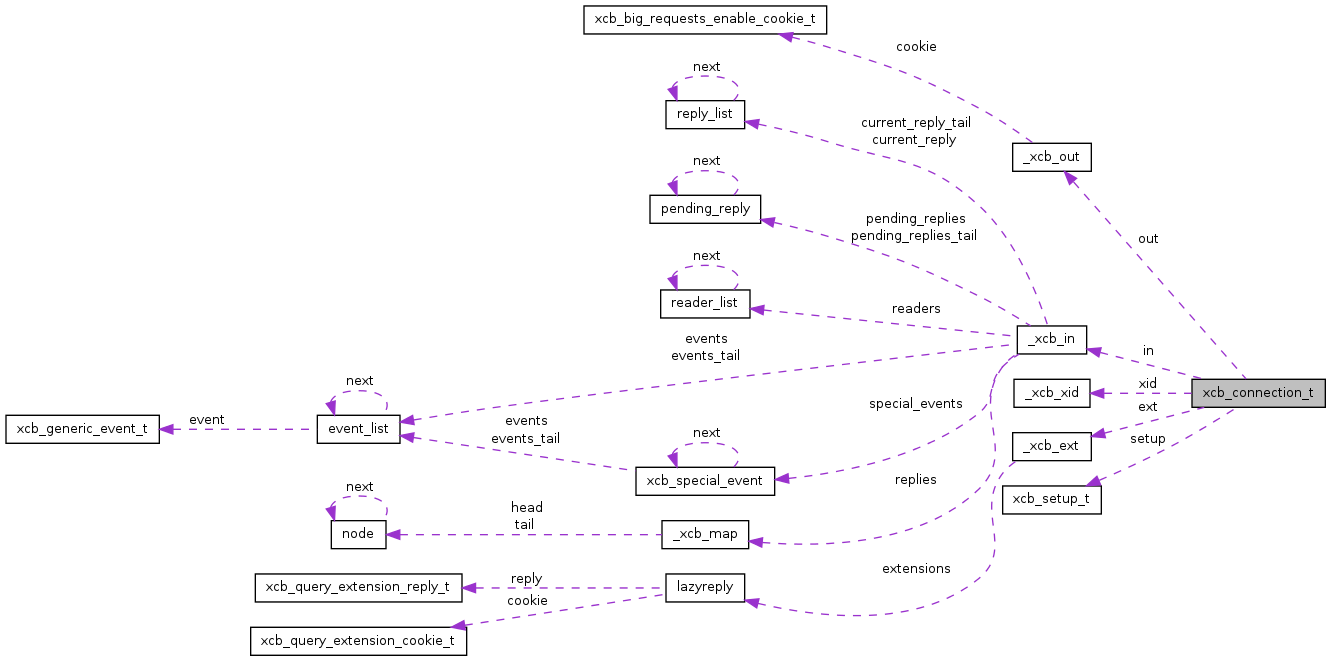 xcb_big_requests_enable_cookie_t
cookie
next
reply_list
current_reply_tail
current_reply
_xcb_out
next
pending_reply
pending_replies
pending_replies_tail
out
next
reader_list
readers
_xcb_in
in
events
events_tail
next
event_list
event
xcb_generic_event_t
events
events_tail
special_events
next
xcb_special_event
xid
_xcb_xid
xcb_connection_t
ext
_xcb_ext
setup
xcb_setup_t
replies
next
node
head
tail
_xcb_map
extensions
xcb_query_extension_reply_t
reply
lazyreply
cookie
xcb_query_extension_cookie_t